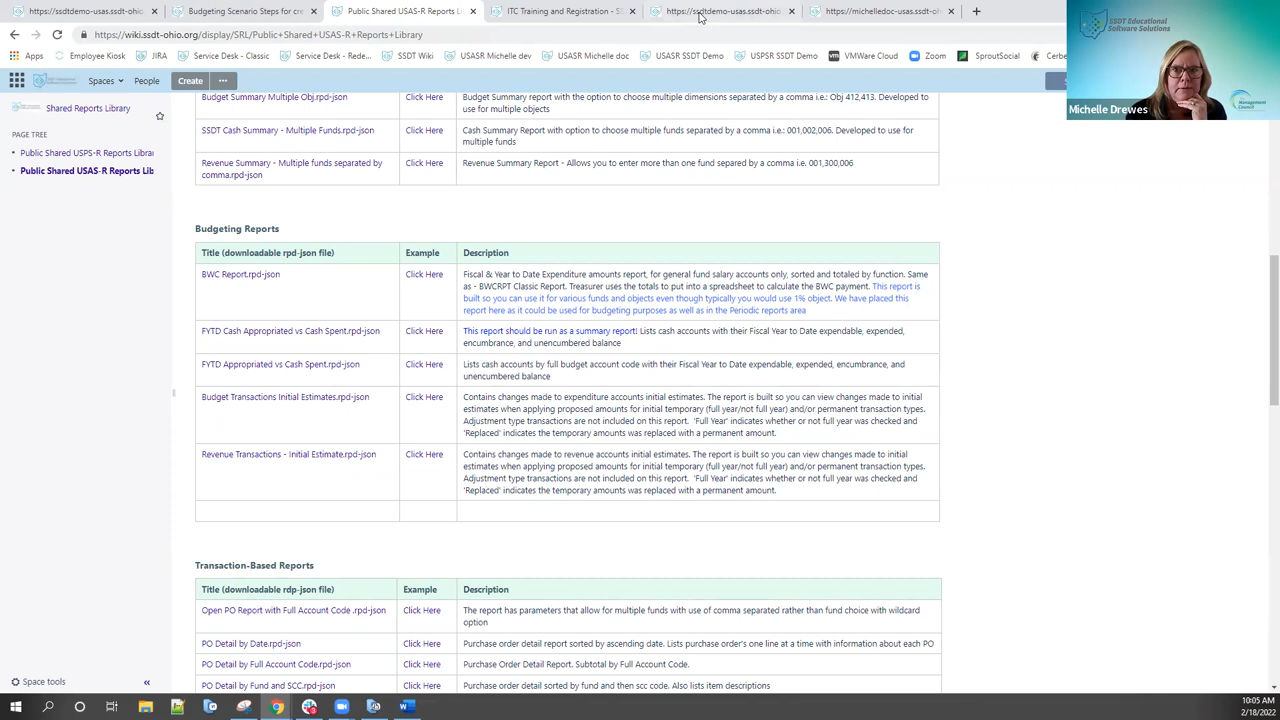 https://ssdtdemo-usas.ssdt-ohio
Budgeting Scenario Steps for cre
Public Shared USAS-R Reports Li
ITC Training and Registration - SS
https://ssdtdemo-usas.ssdt-ohio
https://michelledoc-usas.ssdt-oh
wiki.ssdt-ohio.org/display/SRL/Public+Shared+USAS-R+Reports+Library
Apps
Employee Kiosk
JIRA
Service Desk - Classic
Service Desk - Rede...
SSDT Wiki
USASR Michelle dev
USASR Michelle doc
USASR SSDT Demo
USPSR SSDT Demo
VMWare Cloud
Zoom
SproutSocial
Cerbe
SSDT Educational
Software Solutions
Management
Council
Michelle Drewes
Spaces
People
Create
Shared Reports Library
PAGE TREE
Public Shared USPS-R Reports Librar
Public Shared USAS-R Reports Lib
Budget Summary Multiple Obj.rpd-json
Click Here
Budget Summary report with the option to choose multiple dimensions separated by a comma i.e.: Obj 412,413. Developed to
use for multiple objects
SSDT Cash Summary - Multiple Funds.rpd-json
Click Here
Cash Summary Report with option to choose multiple funds separated by a comma i.e.: 001,002,006. Developed to use for
multiple funds
Revenue Summary - Multiple funds separated by
comma.rpd-json
Click Here
Revenue Summary Report - Allows you to enter more than one fund separed by a comma i.e. 001,300,006
Budgeting Reports
Title (downloadable rpd-json file)
Example
Description
BWC Report.rpd-json
Click Here
Fiscal & Year to Date Expenditure amounts report, for general fund salary accounts only, sorted and totaled by function. Same
as - BWCRPT Classic Report. Treasurer uses the totals to put into a spreadsheet to calculate the BWC payment. This report is
built so you can use it for various funds and objects even though typically you would use 1% object. We have placed this
report here as it could be used for budgeting purposes as well as in the Periodic reports area
FYTD Cash Appropriated vs Cash Spent.rpd-json
Click Here
This report should be run as a summary report! Lists cash accounts with their Fiscal Year to Date expendable, expended,
encumbrance, and unencumbered balance
FYTD Appropriated vs Cash Spent.rpd-json
Click Here
Lists cash accounts by full budget account code with their Fiscal Year to Date expendable, expended, encumbrance, and
unencumbered balance
Budget Transactions Initial Estimates.rpd-json
Click Here
Contains changes made to expenditure accounts initial estimates. The report is built so you can view changes made to initial
estimates when applying proposed amounts for initial temporary (full year/not full year) and/or permanent transaction types.
Adjustment type transactions are not included on this report. 'Full Year' indicates whether or not full year was checked and
'Replaced' indicates the temporary amounts was replaced with a permanent amount.
Revenue Transactions - Initial Estimate.rpd-json
Click Here
Contains changes made to revenue accounts initial estimates. The report is built so you can view changes made to initial
estimates when applying proposed amounts for initial temporary (full year/not full year) and/or permanent transaction types.
Adjustment type transactions are not included on this report. 'Full Year' indicates whether or not full year was checked and
'Replaced' indicates the temporary amounts was replaced with a permanent amount.
Transaction-Based Reports
Title (downloadable rdp-json file)
Example
Description
Open PO Report with Full Account Code .rpd-json
Click Here
The report has parameters that allow for multiple funds with use of comma separated rather than fund choice with wildcard
option
PO Detail by Date.rpd-json
Click Here
Purchase order detail report sorted by ascending date. Lists purchase order's one line at a time with information about each PO
PO Detail by Full Account Code.rpd-json
Click Here
Purchase Order Detail Report. Subtotal by Full Account Code.
PO Detail by Fund and SCC.rpd-json
Click Here
Purchase order detail sorted by fund and then scc code. Also lists item descriptions
Space tools
10:05 AM
2/18/2022